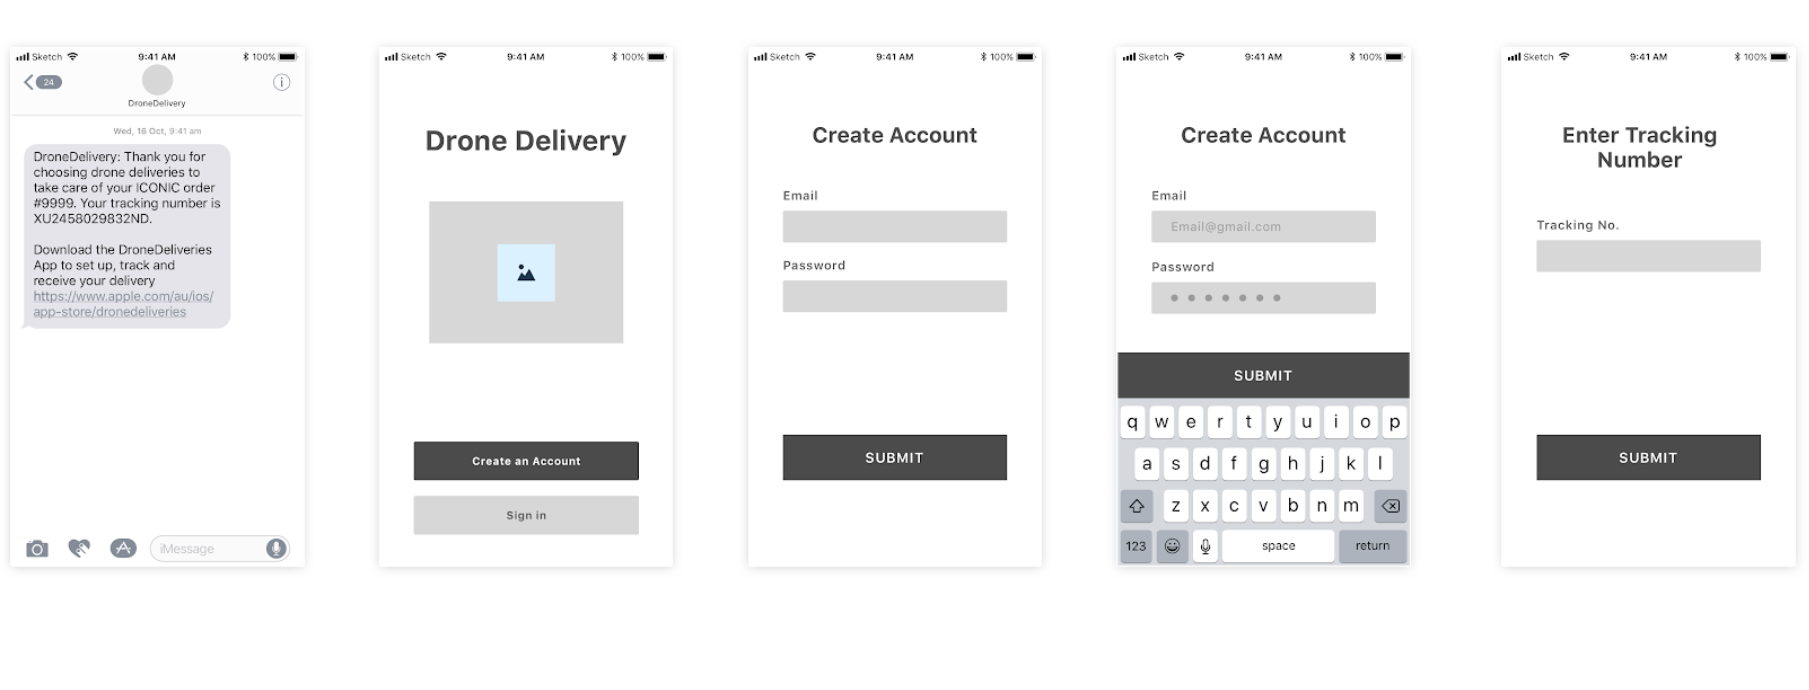 Sketch 9:41 AM 100%
24
DroneDelivery
Wed, 16 Oct, 9:41 am
DroneDelivery: Thank you for
choosing drone deliveries to
take care of your ICONIC order
#9999. Your tracking number is
XU2458029832ND.
Download the DroneDeliveries
App to set up, track and
receive your delivery
https://www.apple.com/au/ios/
app-store/dronedeliveries
iMessage
Sketch 9:41 AM 100%
Drone Delivery
Create an Account
Sign in
Sketch 9:41 AM 100%
Create Account
Email
Password
SUBMIT
Sketch 9:41 AM 100%
Create Account
Email
Email@gmail.com
Password
SUBMIT
q w e r t y u i o p
a s d f g h j k l
z x c v b n m
123 space return
Sketch 9:41 AM 100%
Enter Tracking
Number
Tracking No.
SUBMIT